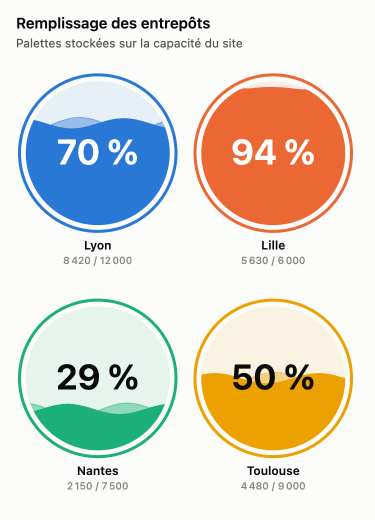 Remplissage des entrepôts
Palettes stockées sur la capacité du site
70 %
94 %
Lyon
Lille
8 420 / 12 000
5 630 / 6 000
29 %
50 %
Nantes
Toulouse
2 150 / 7 500
4 480 / 9 000